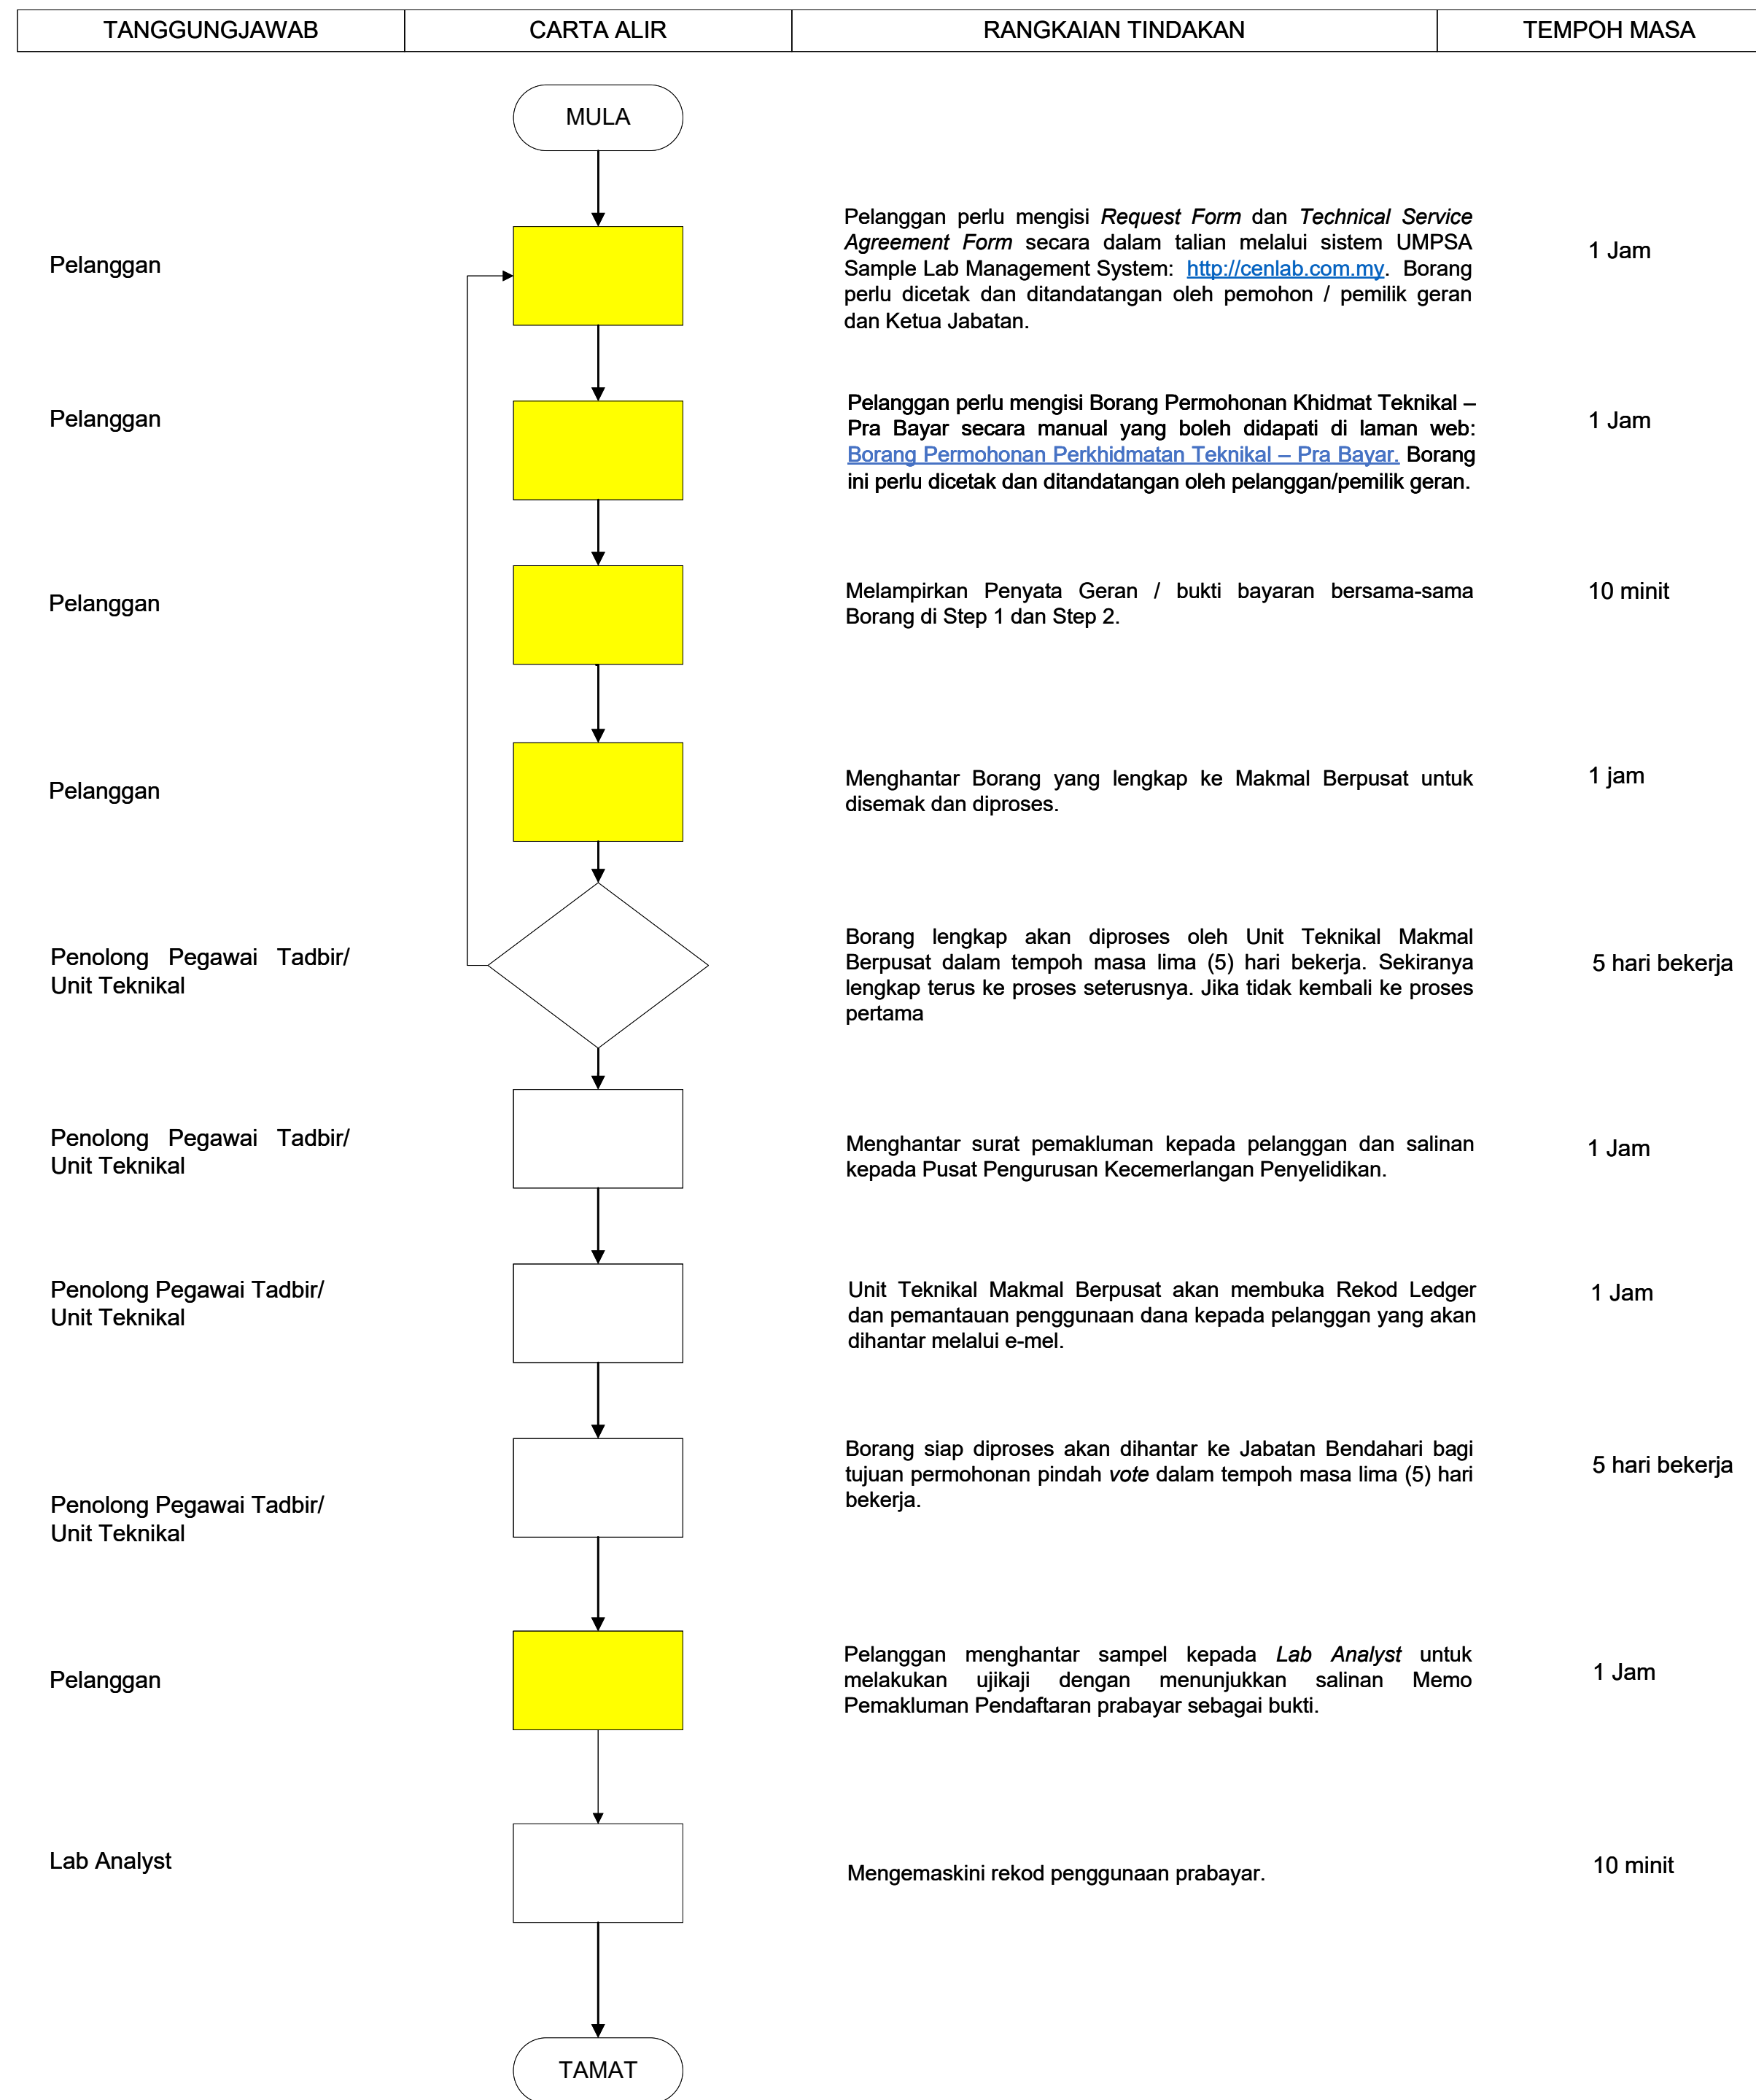 TANGGUNGJAWAB
CARTA ALIR
RANGKAIAN TINDAKAN
TEMPOH MASA
MULA
Pelanggan
Pelanggan perlu mengisi Request Form dan Technical Service
Agreement Form secara dalam talian melalui sistem UMPSA
Sample Lab Management System: http://cenlab.com.my. Borang
perlu dicetak dan ditandatangan oleh pemohon / pemilik geran
dan Ketua Jabatan.
1 Jam
Pelanggan
Pelanggan perlu mengisi Borang Permohonan Khidmat Teknikal –
Pra Bayar secara manual yang boleh didapati di laman web:
Borang Permohonan Perkhidmatan Teknikal – Pra Bayar. Borang
ini perlu dicetak dan ditandatangan oleh pelanggan/pemilik geran.
1 Jam
Pelanggan
Melampirkan Penyata Geran / bukti bayaran bersama-sama
Borang di Step 1 dan Step 2.
10 minit
Pelanggan
Menghantar Borang yang lengkap ke Makmal Berpusat untuk
disemak dan diproses.
1 jam
Penolong Pegawai Tadbir/
Unit Teknikal
Borang lengkap akan diproses oleh Unit Teknikal Makmal
Berpusat dalam tempoh masa lima (5) hari bekerja. Sekiranya
lengkap terus ke proses seterusnya. Jika tidak kembali ke proses
pertama
5 hari bekerja
Penolong Pegawai Tadbir/
Unit Teknikal
Menghantar surat pemakluman kepada pelanggan dan salinan
kepada Pusat Pengurusan Kecemerlangan Penyelidikan.
1 Jam
Penolong Pegawai Tadbir/
Unit Teknikal
Unit Teknikal Makmal Berpusat akan membuka Rekod Ledger
dan pemantauan penggunaan dana kepada pelanggan yang akan
dihantar melalui e-mel.
1 Jam
Penolong Pegawai Tadbir/
Unit Teknikal
Borang siap diproses akan dihantar ke Jabatan Bendahari bagi
tujuan permohonan pindah vote dalam tempoh masa lima (5) hari
bekerja.
5 hari bekerja
Pelanggan
Pelanggan menghantar sampel kepada Lab Analyst untuk
melakukan ujikaji dengan menunjukkan salinan Memo
Pemakluman Pendaftaran prabayar sebagai bukti.
1 Jam
Lab Analyst
Mengemaskini rekod penggunaan prabayar.
10 minit
TAMAT